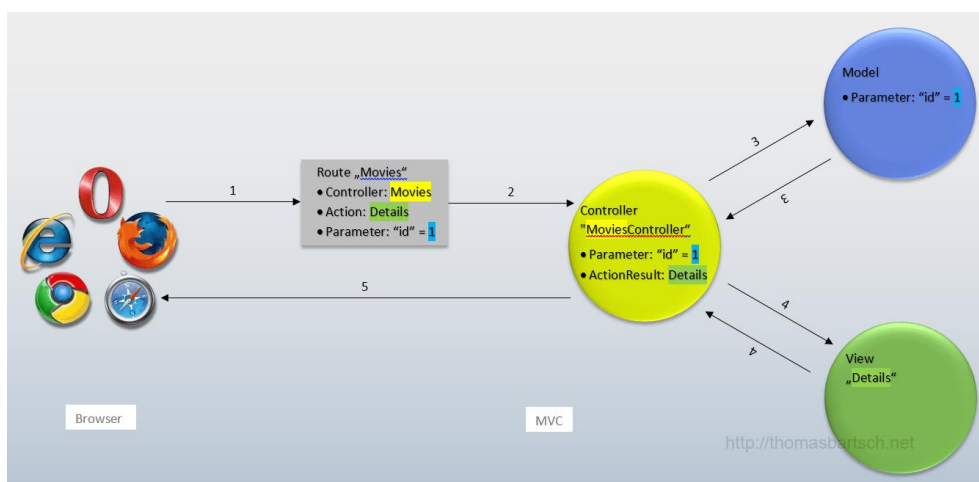 Model
• Parameter: “id” = 1
3
3
Route „Movies“
• Controller: Movies
• Action: Details
• Parameter: “id” = 1
1
2
Controller
"MoviesController“
• Parameter: “id” = 1
• ActionResult: Details
5
4
4
View
„Details“
Browser
MVC
http://thomasbartsch.net